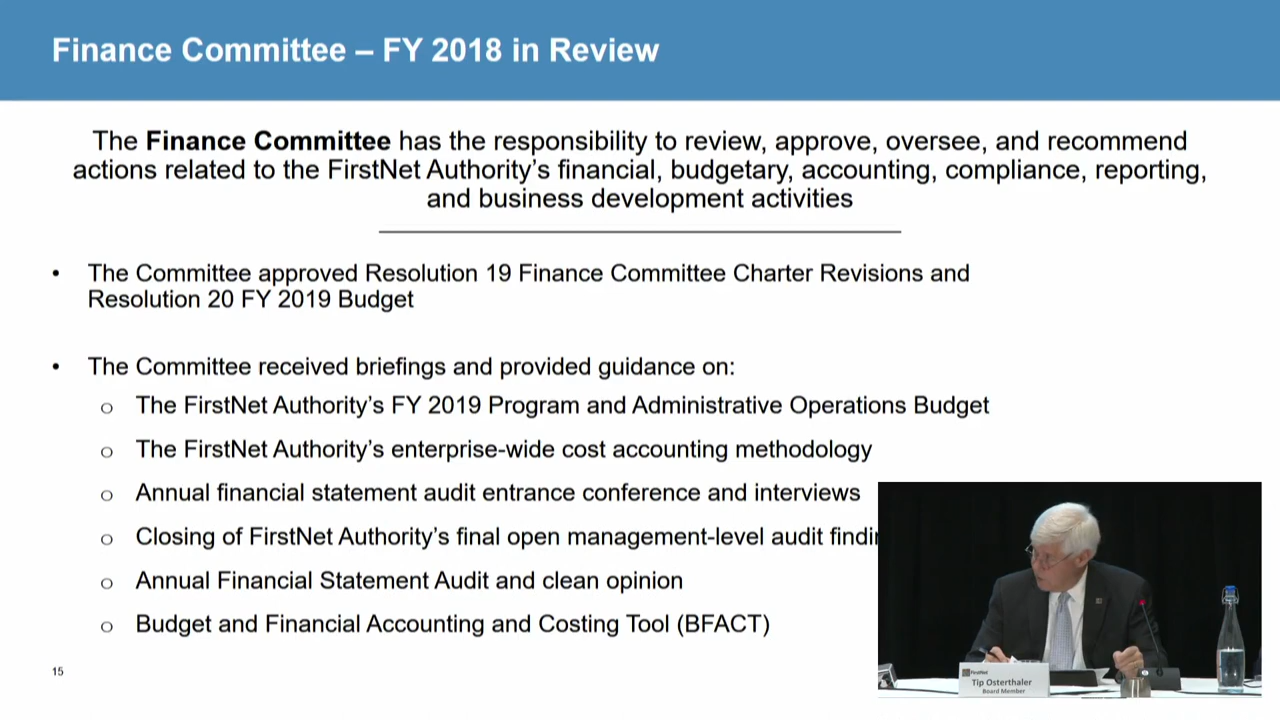 Finance Committee – FY 2018 in Review
The Finance Committee has the responsibility to review, approve, oversee, and recommend
actions related to the FirstNet Authority’s financial, budgetary, accounting, compliance, reporting,
and business development activities
• The Committee approved Resolution 19 Finance Committee Charter Revisions and
Resolution 20 FY 2019 Budget
• The Committee received briefings and provided guidance on:
o The FirstNet Authority’s FY 2019 Program and Administrative Operations Budget
o The FirstNet Authority’s enterprise-wide cost accounting methodology
o Annual financial statement audit entrance conference and interviews
o Closing of FirstNet Authority’s final open management-level audit
o Annual Financial Statement Audit and clean opinion
o Budget and Financial Accounting and Costing Tool (BFACT)
15
FirstNet
Tip Osterthaler
Board Member